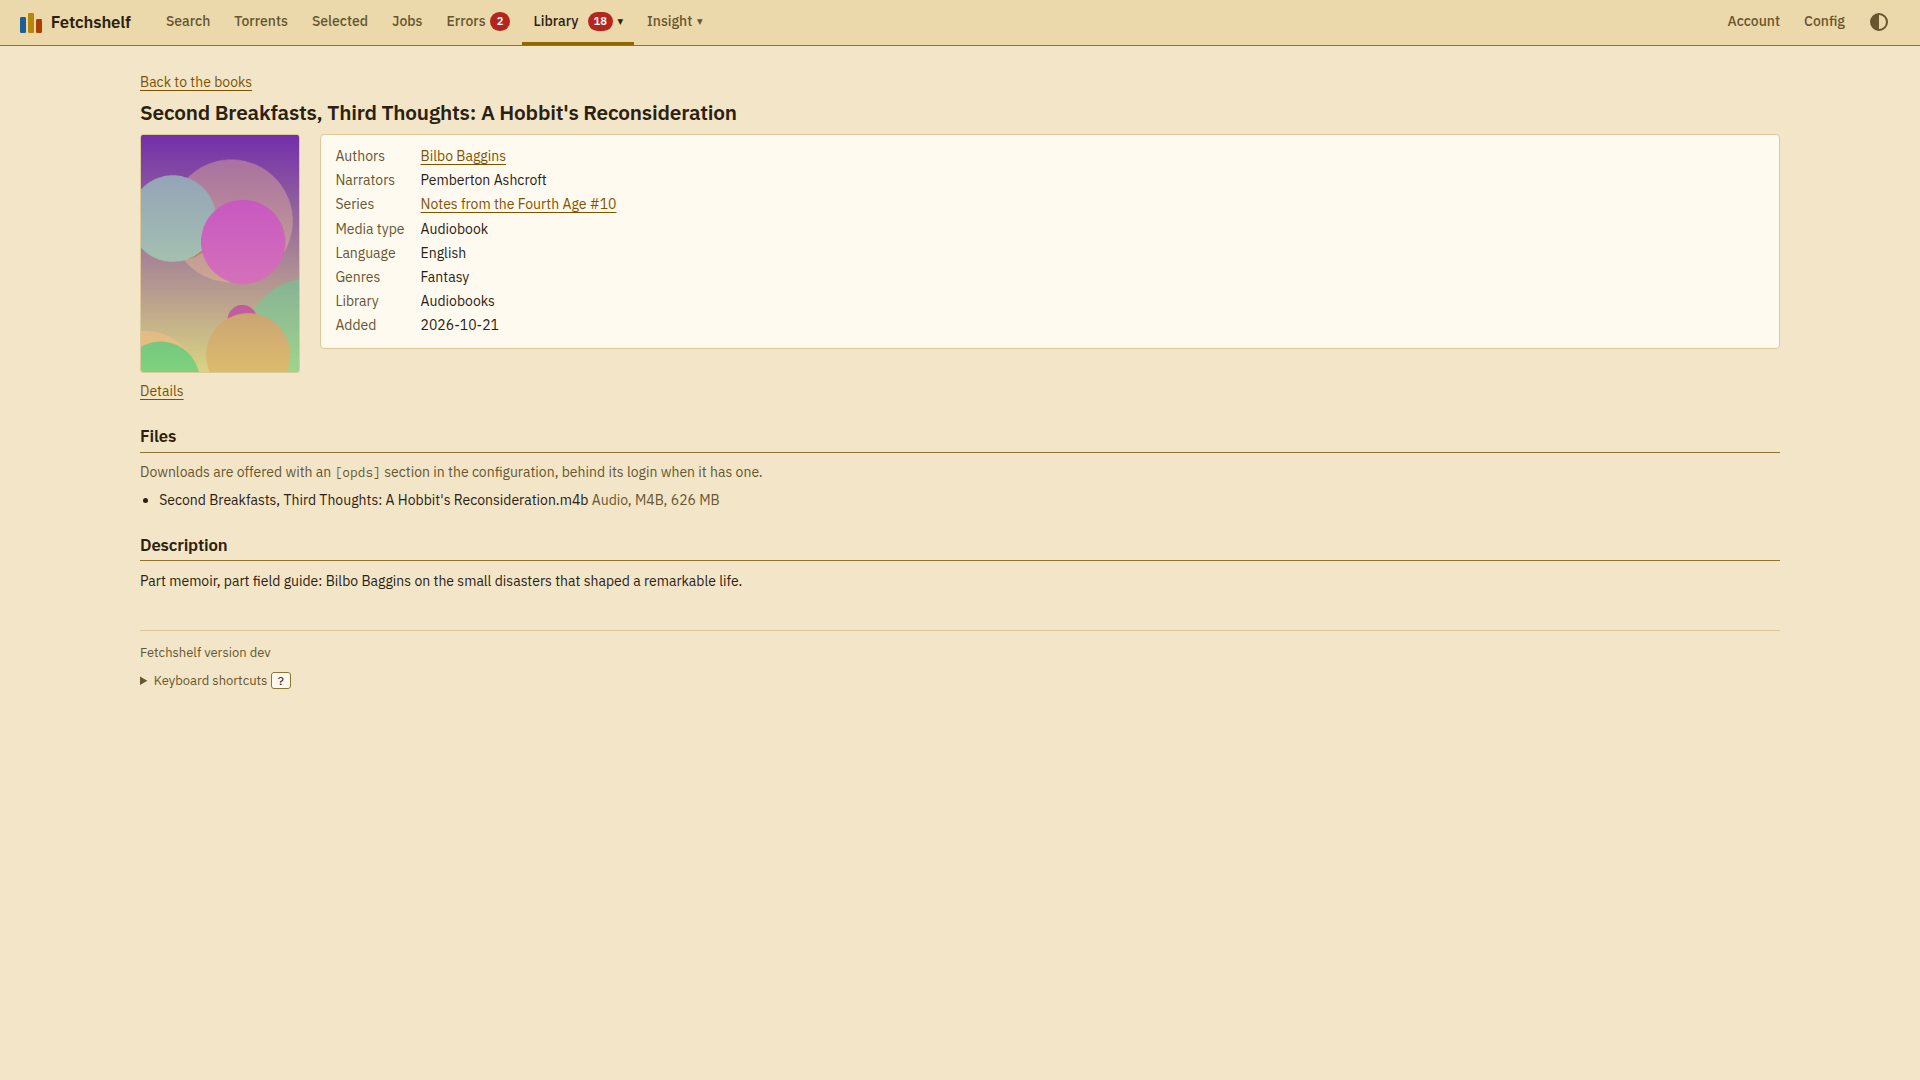 Fetchshelf Search Torrents Selected Jobs Errors 2 Library 18 ▾ Insight ▾ Account Config
Back to the books
Second Breakfasts, Third Thoughts: A Hobbit's Reconsideration
Authors Bilbo Baggins
Narrators Pemberton Ashcroft
Series Notes from the Fourth Age #10
Media type Audiobook
Language English
Genres Fantasy
Library Audiobooks
Added 2026-10-21
Details
Files
Downloads are offered with an [opds] section in the configuration, behind its login when it has one.
• Second Breakfasts, Third Thoughts: A Hobbit's Reconsideration.m4b Audio, M4B, 626 MB
Description
Part memoir, part field guide: Bilbo Baggins on the small disasters that shaped a remarkable life.
Fetchshelf version dev
▶ Keyboard shortcuts ?